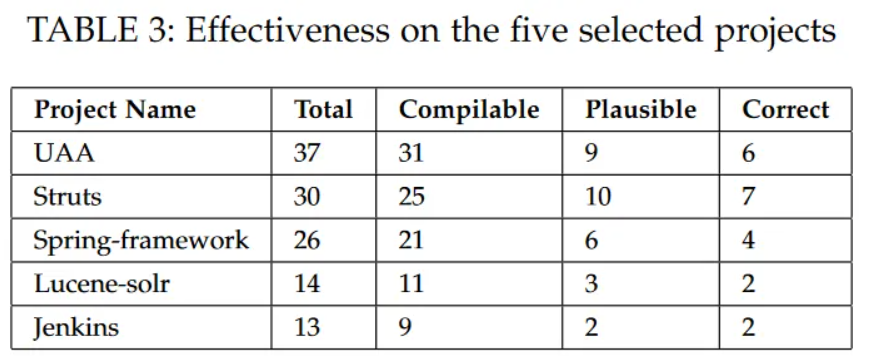 TABLE 3: Effectiveness on the five selected projects
Project Name Total Compilable Plausible Correct
UAA 37 31 9 6
Struts 30 25 10 7
Spring-framework 26 21 6 4
Lucene-solr 14 11 3 2
Jenkins 13 9 2 2